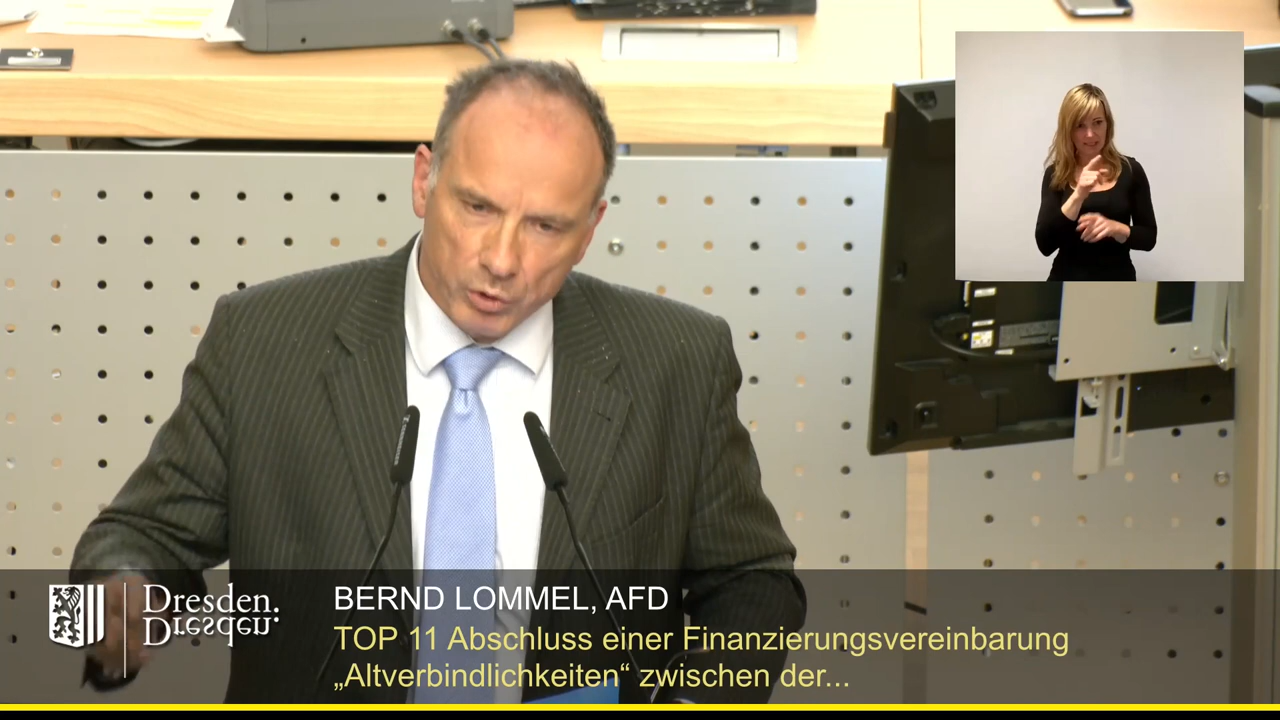 Dresden.
Dresden.
BERND LOMMEL, AFD
TOP 11 Abschluss einer Finanzierungsvereinbarung
„Altverbindlichkeiten“ zwischen der...